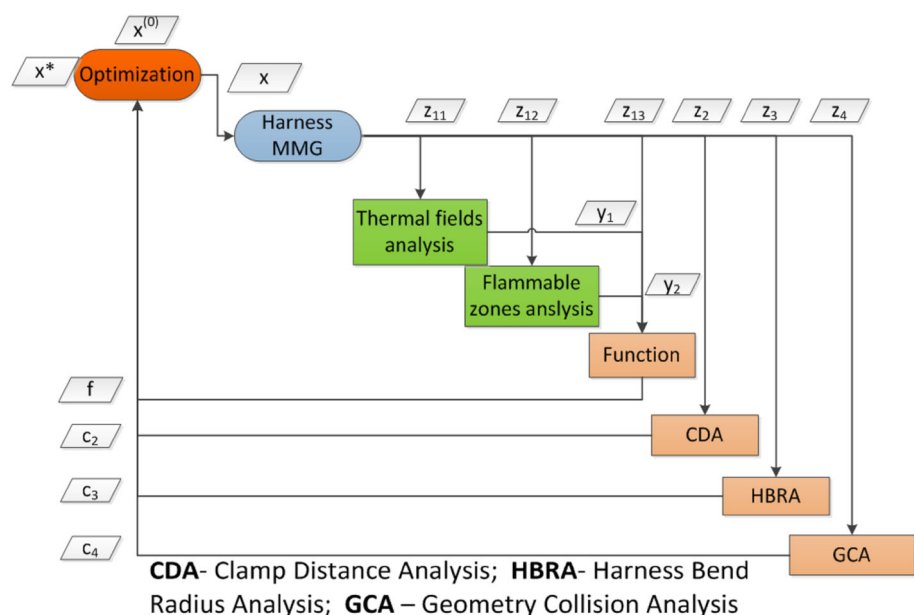 x(0)
x*
Optimization
x
Harness
MMG
z11
z12
z13
z2
z3
z4
Thermal fields
analysis
y1
Flammable
zones anslysis
y2
Function
f
c2
CDA
c3
HBRA
c4
GCA
CDA- Clamp Distance Analysis; HBRA- Harness Bend
Radius Analysis; GCA – Geometry Collision Analysis